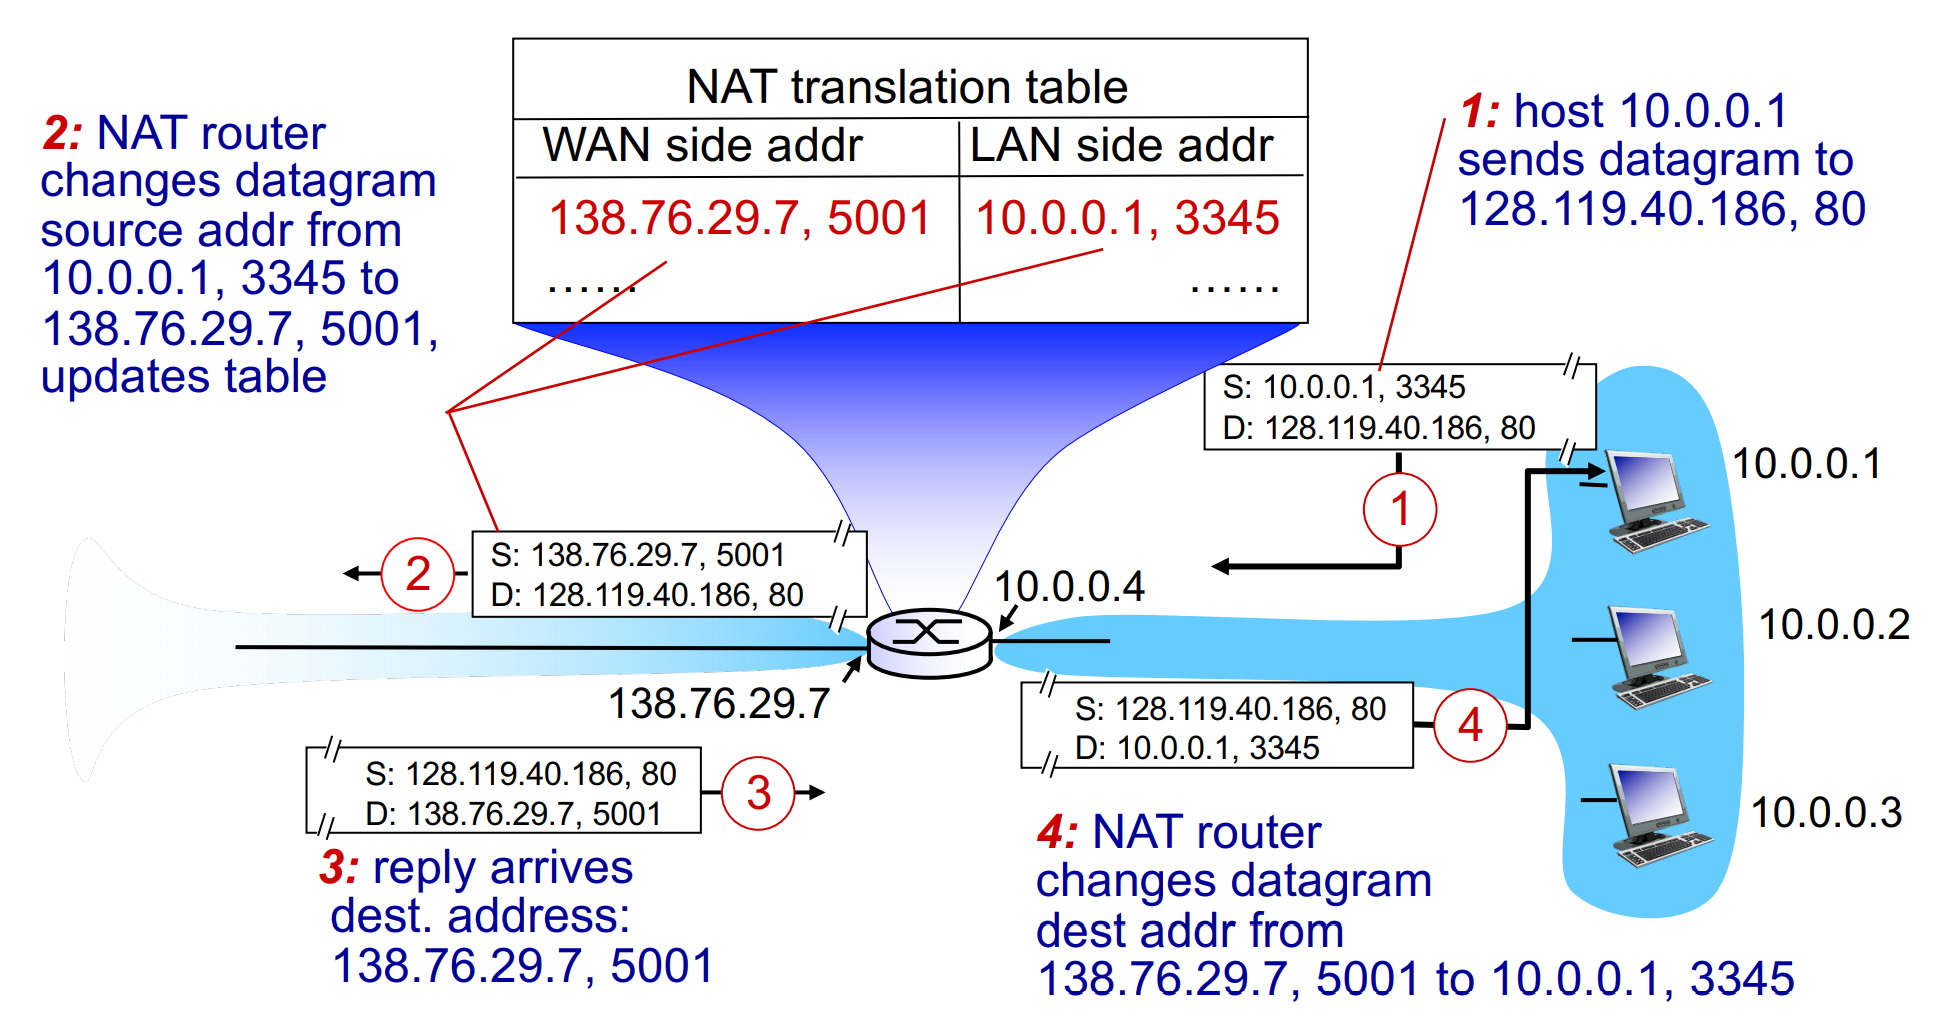 NAT translation table
WAN side addr
LAN side addr
138.76.29.7, 5001
10.0.0.1, 3345
......
......
2: NAT router
changes datagram
source addr from
10.0.0.1, 3345 to
138.76.29.7, 5001,
updates table
1: host 10.0.0.1
sends datagram to
128.119.40.186, 80
S: 10.0.0.1, 3345
D: 128.119.40.186, 80
1
10.0.0.1
S: 138.76.29.7, 5001
D: 128.119.40.186, 80
2
10.0.0.4
10.0.0.2
138.76.29.7
S: 128.119.40.186, 80
D: 10.0.0.1, 3345
4
S: 128.119.40.186, 80
D: 138.76.29.7, 5001
3
10.0.0.3
3: reply arrives
dest. address:
138.76.29.7, 5001
4: NAT router
changes datagram
dest addr from
138.76.29.7, 5001 to 10.0.0.1, 3345